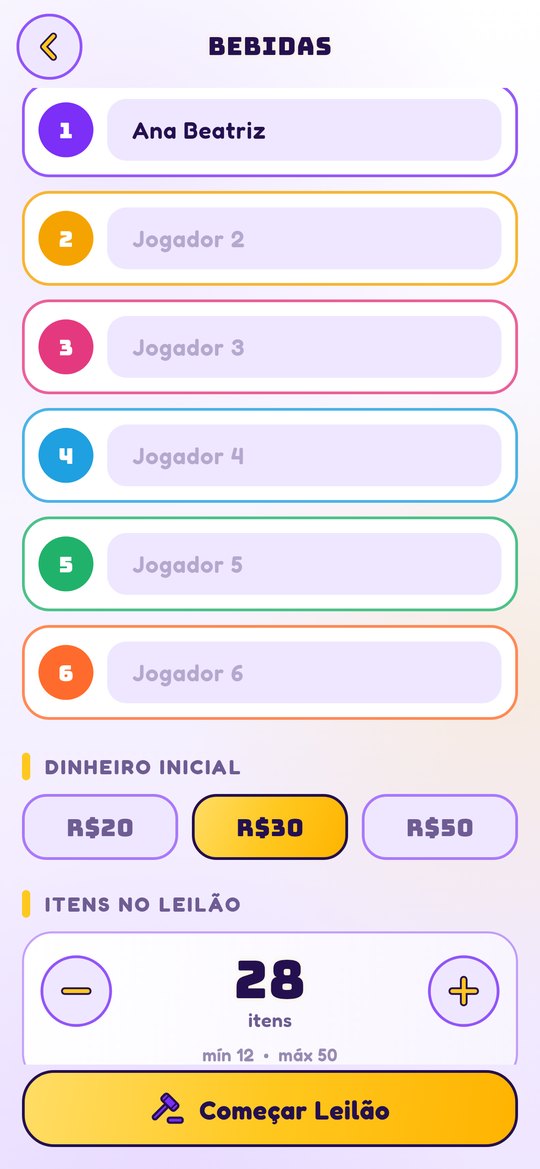 BEBIDAS
1 Ana Beatriz
2 Jogador 2
3 Jogador 3
4 Jogador 4
5 Jogador 5
6 Jogador 6
DINHEIRO INICIAL
R$20 R$30 R$50
ITENS NO LEILÃO
28
itens
mín 12 • máx 50
Começar Leilão